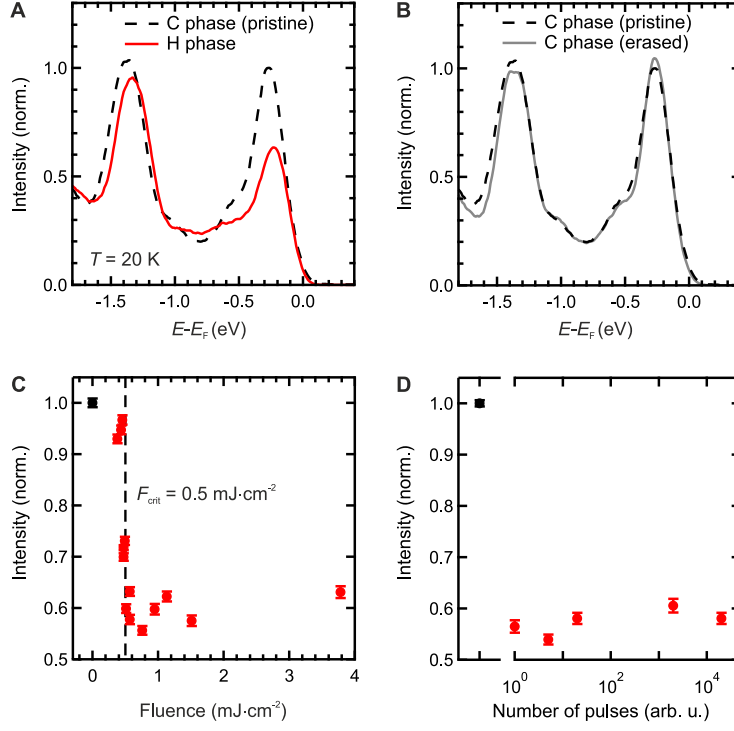 A
C phase (pristine)
H phase
Intensity (norm.)
1.0
0.5
0.0
T = 20 K
-1.5
-1.0
-0.5
0.0
E-E_F (eV)
B
C phase (pristine)
C phase (erased)
Intensity (norm.)
1.0
0.5
0.0
-1.5
-1.0
-0.5
0.0
E-E_F (eV)
C
Intensity (norm.)
1.0
0.9
0.8
0.7
0.6
0.5
F_crit = 0.5 mJ·cm⁻²
0
1
2
3
4
Fluence (mJ·cm⁻²)
D
Intensity (norm.)
1.0
0.9
0.8
0.7
0.6
0.5
10⁰
10²
10⁴
Number of pulses (arb. u.)